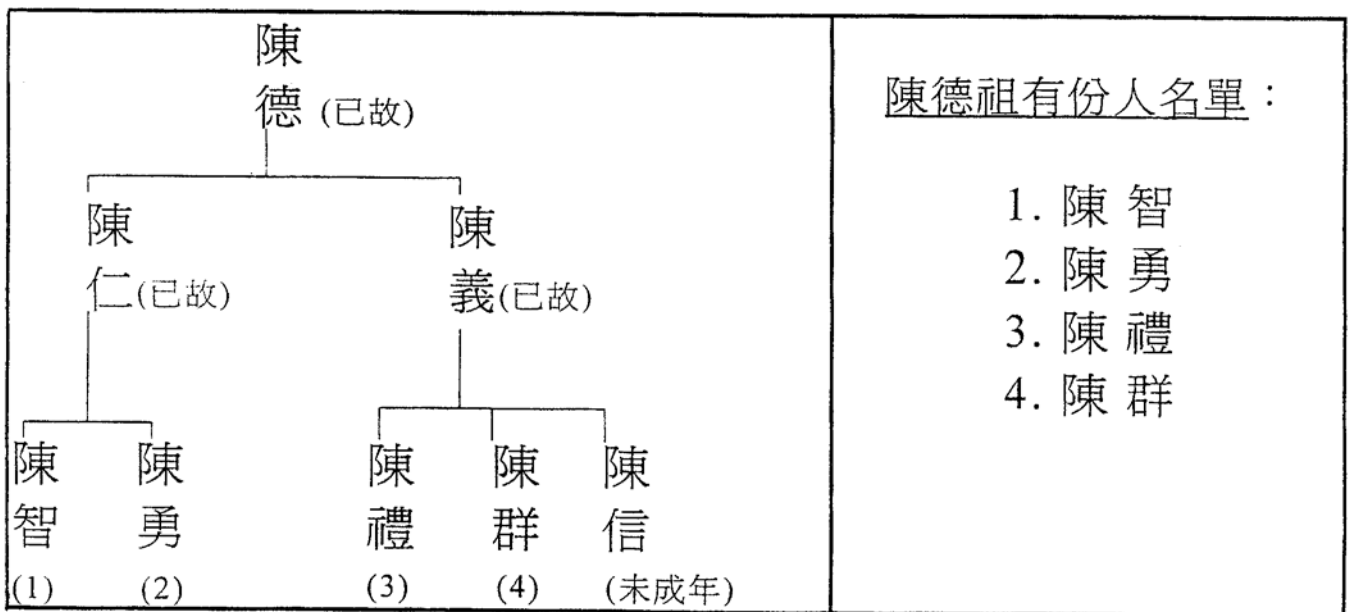 陳德 (已故)
陳仁(已故)
陳義(已故)
陳智
(1)
陳勇
(2)
陳禮
(3)
陳群
(4)
陳信
(未成年)
陳德祖有份人名單：
1. 陳 智
2. 陳 勇
3. 陳 禮
4. 陳 群